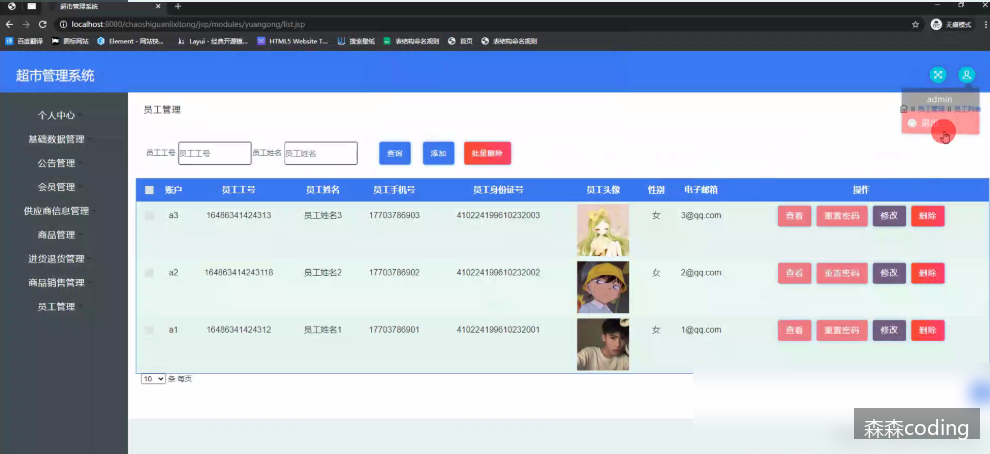 超市管理系统
localhost:8080/chaoshiguanlixitong/jsp/modules/yuangong/list.jsp
无痕模式
百度翻译 图标网站 Element - 网站快... Layui - 经典开源模... HTML5 Website T... 搜索壁纸 表结构命名规则 首页 表结构命名规则
超市管理系统
admin
退出
个人中心
基础数据管理
公告管理
会员管理
供应商信息管理
商品管理
进货退货管理
商品销售管理
员工管理
员工管理
员工管理 员工列表
员工工号 员工工号 员工姓名 员工姓名 查询 添加 批量删除
账户 员工工号 员工姓名 员工手机号 员工身份证号 员工头像 性别 电子邮箱 操作
a3 16486341424313 员工姓名3 17703786903 410224199610232003 女 3@qq.com 查看 重置密码 修改 删除
a2 164863414243118 员工姓名2 17703786902 410224199610232002 女 2@qq.com 查看 重置密码 修改 删除
a1 16486341424312 员工姓名1 17703786901 410224199610232001 女 1@qq.com 查看 重置密码 修改 删除
10 条 每页
森森coding